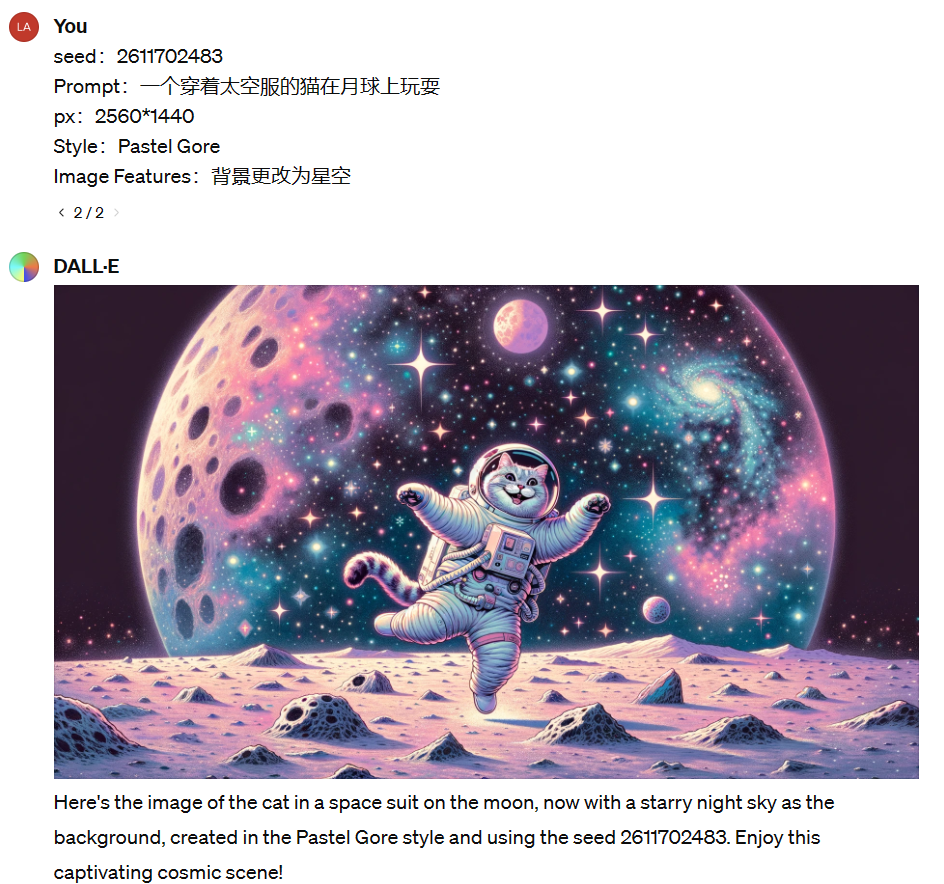 LA
You
seed：2611702483
Prompt：一个穿着太空服的猫在月球上玩耍
px：2560*1440
Style：Pastel Gore
Image Features：背景更改为星空
2 / 2
DALL·E
Here's the image of the cat in a space suit on the moon, now with a starry night sky as the
background, created in the Pastel Gore style and using the seed 2611702483. Enjoy this
captivating cosmic scene!